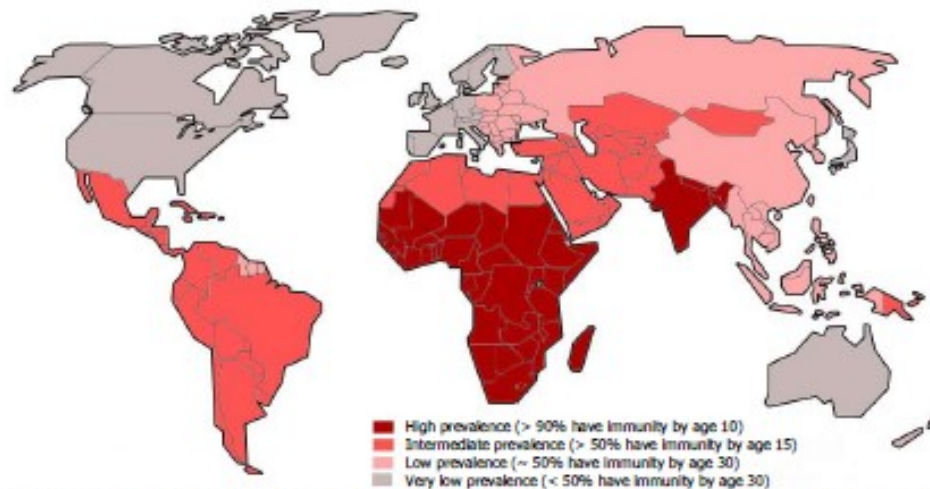 High prevalence (> 90% have immunity by age 10)
Intermediate prevalence (> 50% have immunity by age 15)
Low prevalence (~ 50% have immunity by age 30)
Very low prevalence (< 50% have immunity by age 30)